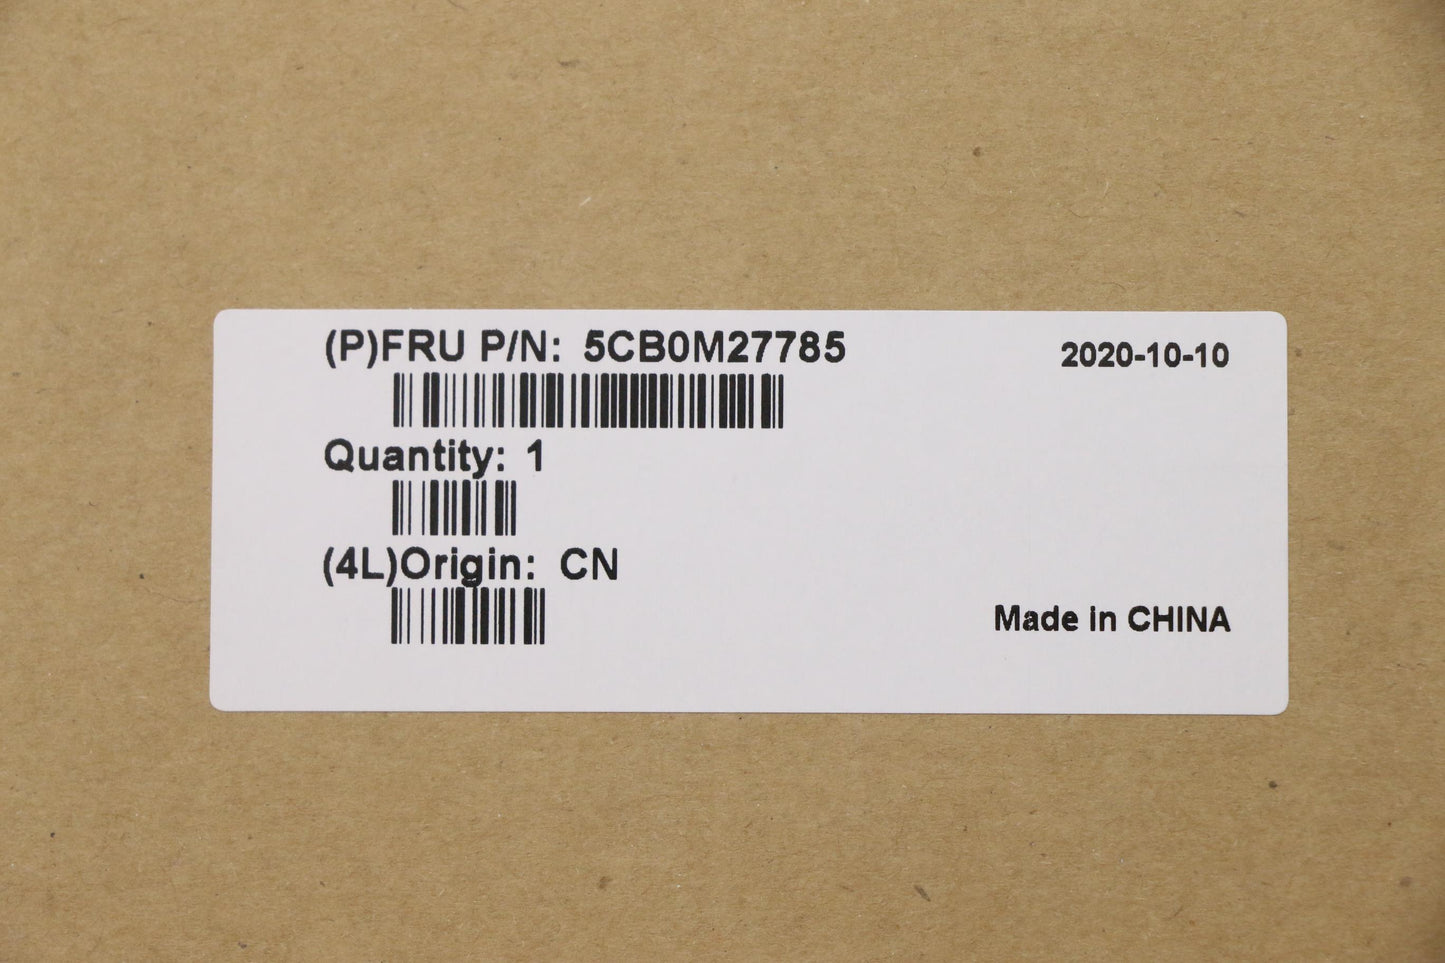 (P)FRU P/N: 5CB0M27785
2020-10-10
Quantity: 1
(4L)Origin: CN
Made in CHINA